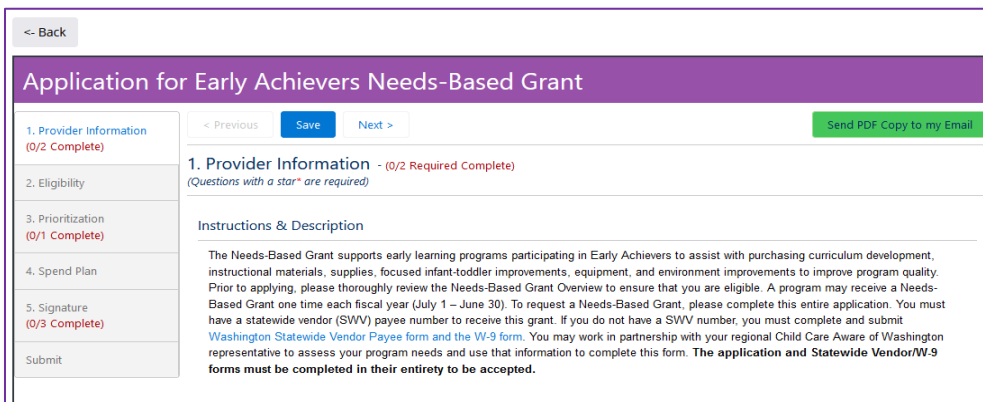 <- Back
Application for Early Achievers Needs-Based Grant
1. Provider Information
(0/2 Complete)
2. Eligibility
3. Prioritization
(0/1 Complete)
4. Spend Plan
5. Signature
(0/3 Complete)
Submit
< Previous
Save
Next >
Send PDF Copy to my Email
1. Provider Information - (0/2 Required Complete)
(Questions with a star* are required)
Instructions & Description
The Needs-Based Grant supports early learning programs participating in Early Achievers to assist with purchasing curriculum development,
instructional materials, supplies, focused infant-toddler improvements, equipment, and environment improvements to improve program quality.
Prior to applying, please thoroughly review the Needs-Based Grant Overview to ensure that you are eligible. A program may receive a Needs-
Based Grant one time each fiscal year (July 1 – June 30). To request a Needs-Based Grant, please complete this entire application. You must
have a statewide vendor (SWV) payee number to receive this grant. If you do not have a SWV number, you must complete and submit
Washington Statewide Vendor Payee form and the W-9 form. You may work in partnership with your regional Child Care Aware of Washington
representative to assess your program needs and use that information to complete this form. The application and Statewide Vendor/W-9
forms must be completed in their entirety to be accepted.